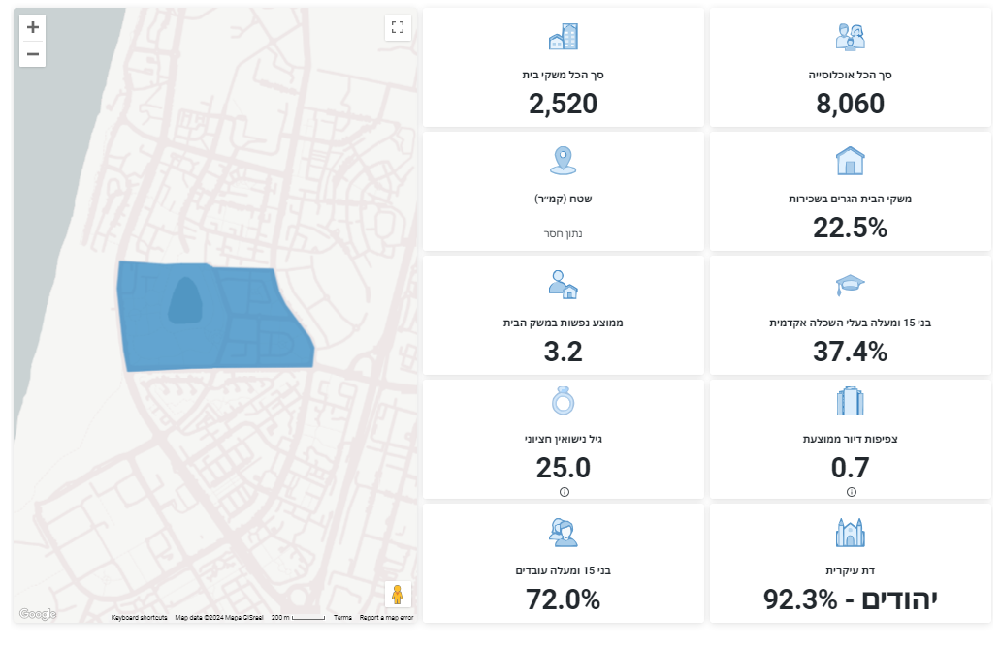 סך הכל אוכלוסייה
8,060
סך הכל משקי בית
2,520
משקי הבית הגרים בשכירות
22.5%
שטח (קמ״ר)
נתון חסר
בני 15 ומעלה בעלי השכלה אקדמית
37.4%
ממוצע נפשות במשק הבית
3.2
צפיפות דיור ממוצעת
0.7
גיל נישואין חציוני
25.0
דת עיקרית
יהודים - 92.3%
בני 15 ומעלה עובדים
72.0%
Google
Keyboard shortcuts Map data ©2024 Mapa GISrael 200 m Terms Report a map error